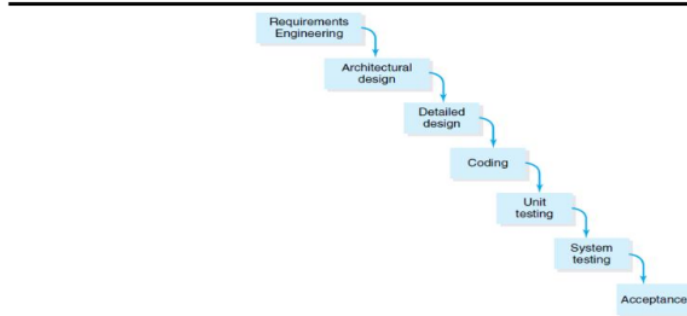 Requirements
Engineering
Architectural
design
Detailed
design
Coding
Unit
testing
System
testing
Acceptance